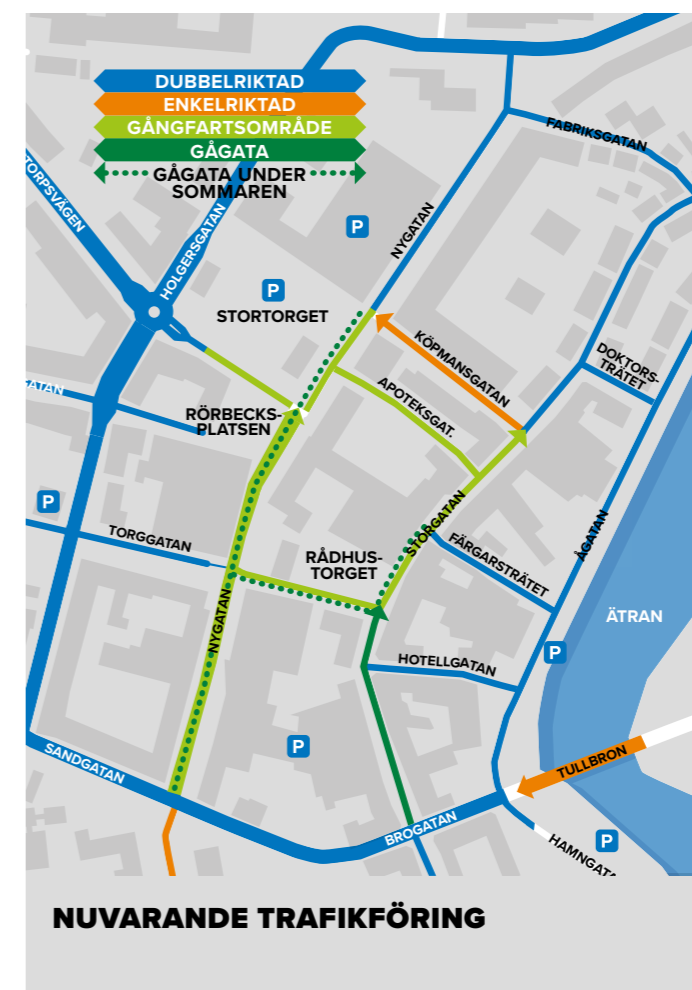 DUBBELRIKTAD
ENKELRIKTAD
GÅNGFARTSOMRÅDE
GÅGATA
GÅGATA UNDER
SOMMAREN
FABRIKSGATAN
TORPSVÄGEN
HOLGERSGATAN
NYGATAN
P
P
STORTORGET
KÖPMANSGATAN
DOKTORS-
TRÄTET
GATAN
APOTEKSGAT.
RÖRBECKS-
PLATSEN
P
STORGATAN
TORGGATAN
RÅDHUS-
TORGET
FÄRGARSTRÄTET
ÅGATAN
NYGATAN
ÄTRAN
P
HOTELLGATAN
P
SANDGATAN
TULLBRON
BROGATAN
P
HAMNGATA
NUVARANDE TRAFIKFÖRING